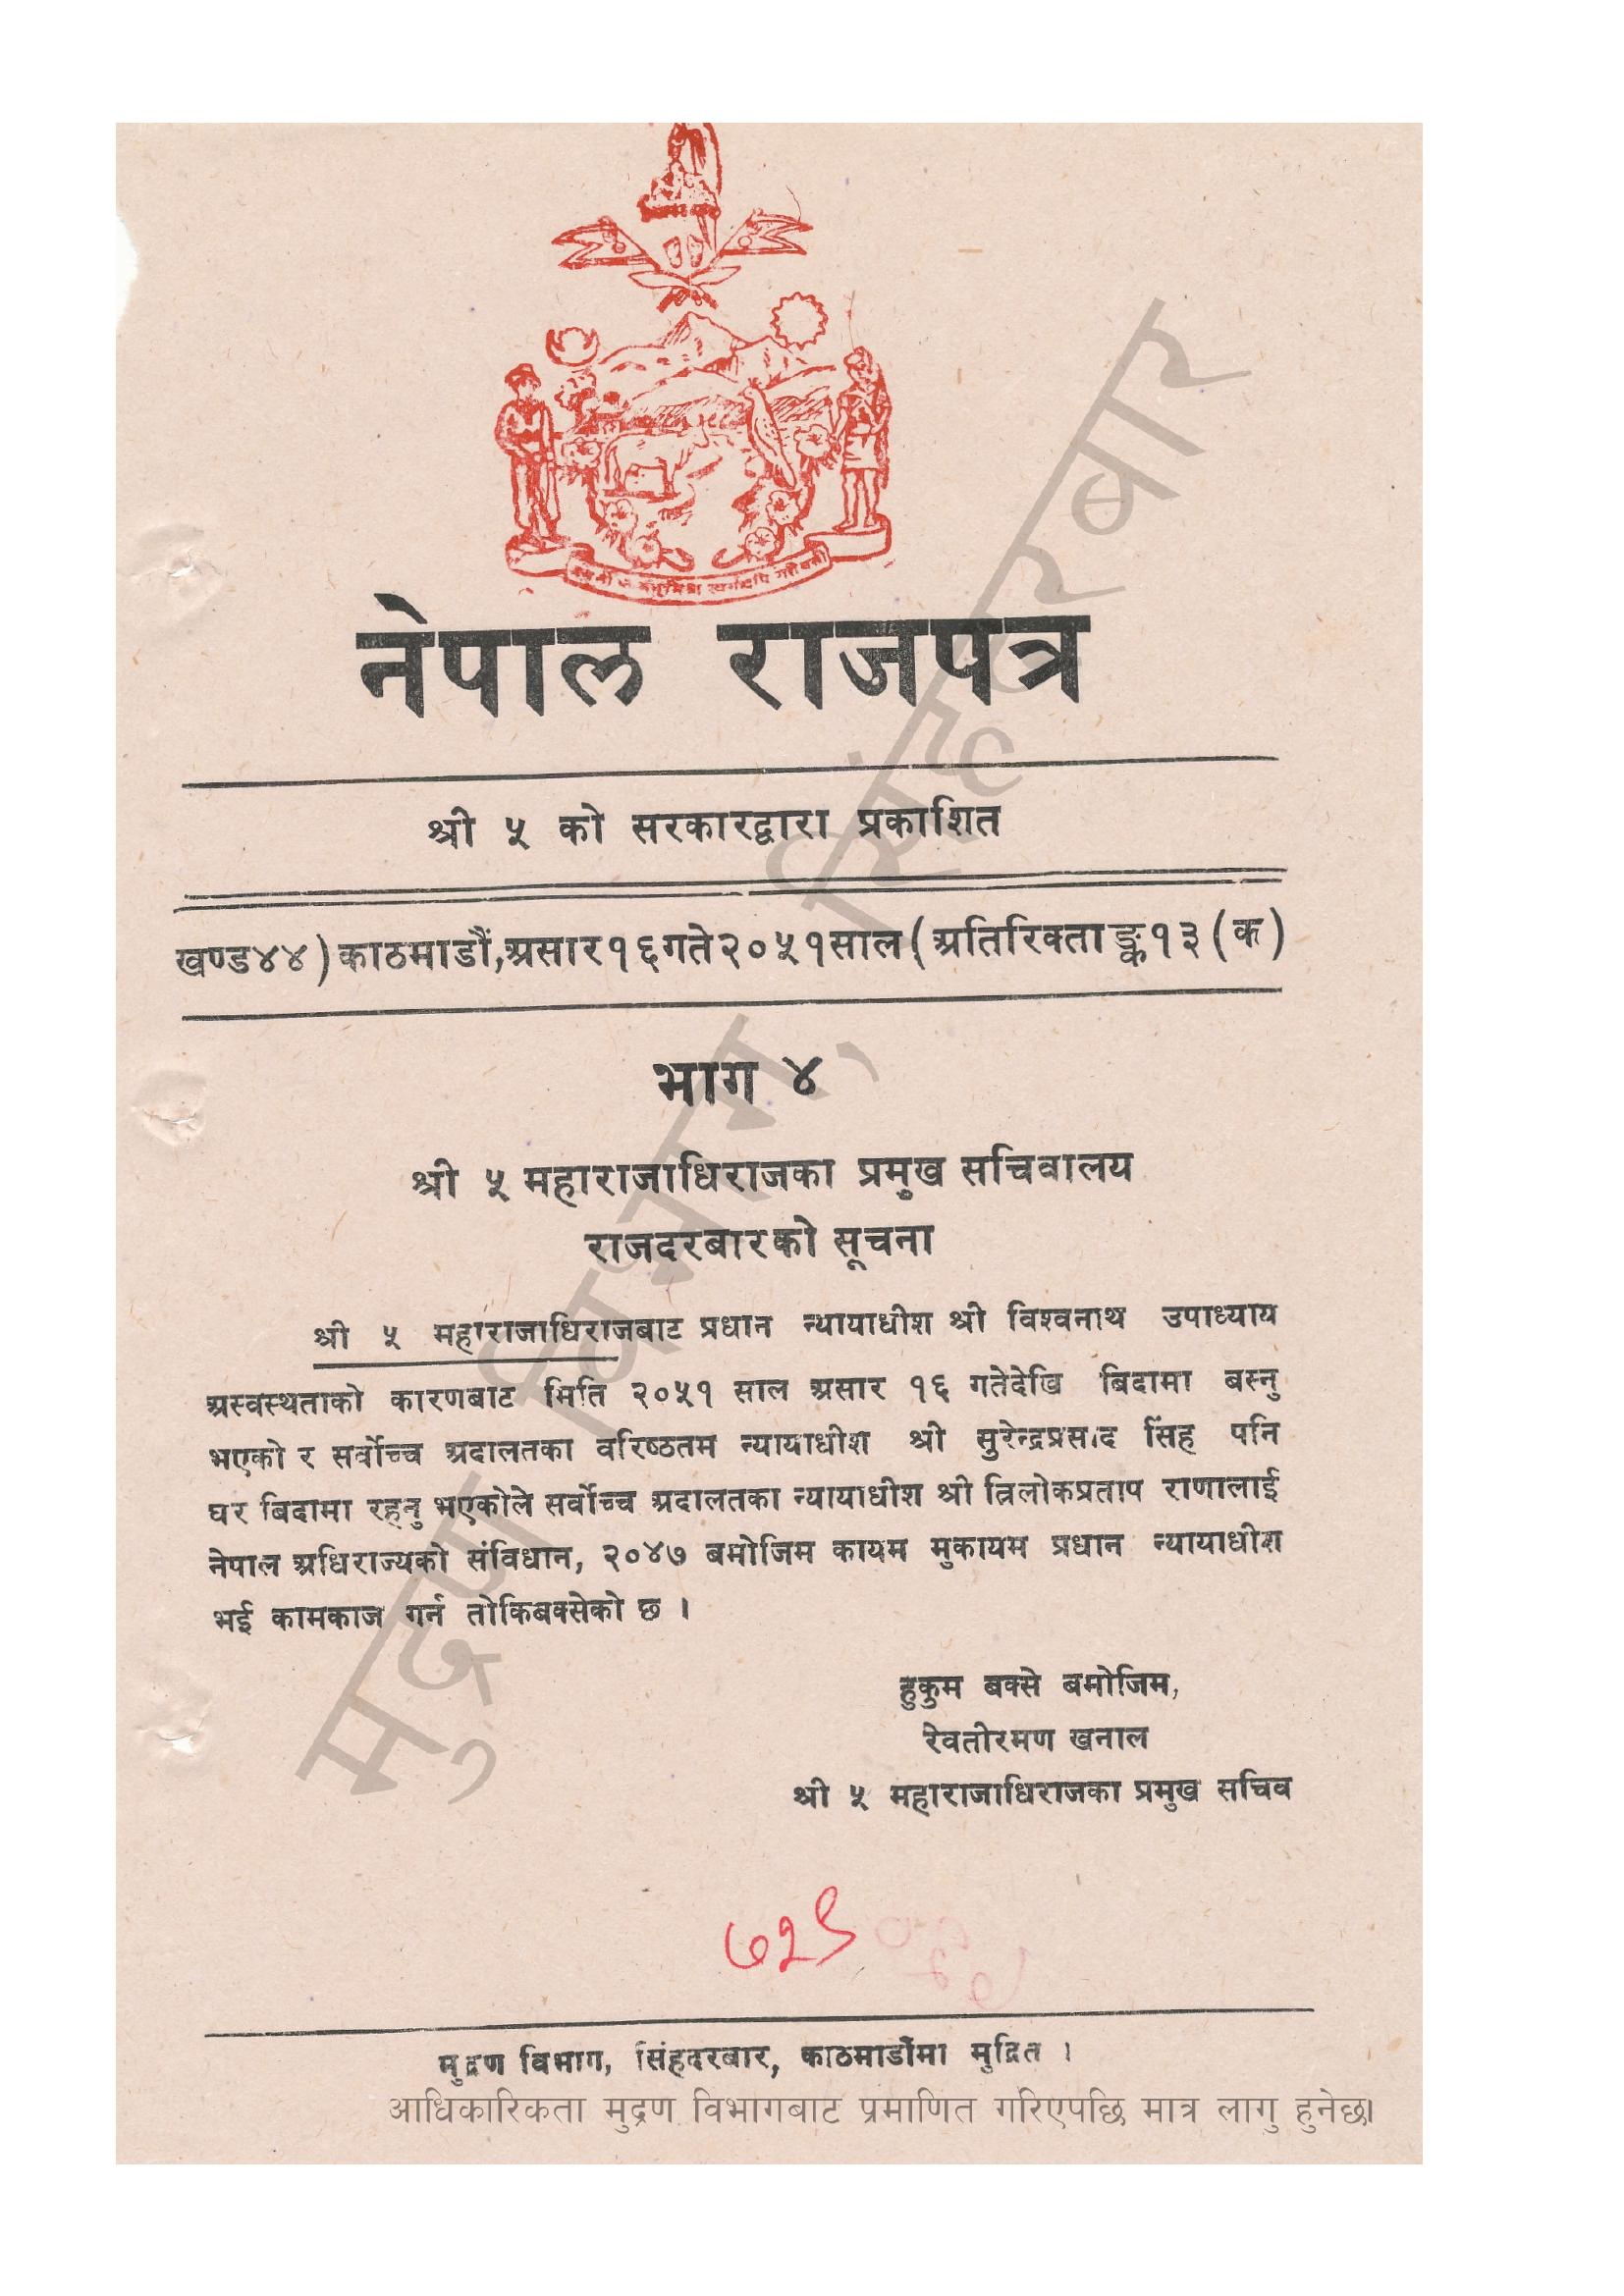 नेपाल राजपत्र
श्री ५ को सरकारद्वारा प्रकाशित
खण्ड४४) काठमाडौं,असार१६गते२०५१साल (अतिरिक्ताङ्क१३ (क)
भाग ४
श्री ५ महाराजाधिराजका प्रमुख सचिवालय
राजदरबारको सूचना
श्री ५ महाराजाधिराजबाट प्रधान न्यायाधीश श्री विश्वनाथ उपाध्याय
अस्वस्थताको कारणबाट मिति २०५१ साल असार १६ गतेदेखि बिदामा बस्नु
भएको र सर्वोच्च अदालतका वरिष्ठतम न्यायाधीश श्री सुरेन्द्रप्रसाद सिंह पनि
घर बिदामा रहनु भएकोले सर्वोच्च अदालतका न्यायाधीश श्री त्रिलोकप्रताप राणालाई
नेपाल अधिराज्यको संविधान, २०४७ बमोजिम कायम मुकायम प्रधान न्यायाधीश
भई कामकाज गर्न तोकिबक्सेको छ ।
हुकुम बक्से बमोजिम,
रेवतीरमण खनाल
श्री ५ महाराजाधिराजका प्रमुख सचिव
७२९
मुद्रण विभाग, सिंहदरबार, काठमाडौंमा मुद्रित ।
आधिकारिकता मुद्रण विभागबाट प्रमाणित गरिएपछि मात्र लागु हुनेछ।
मुद्रण विभाग, सिंहदरबार